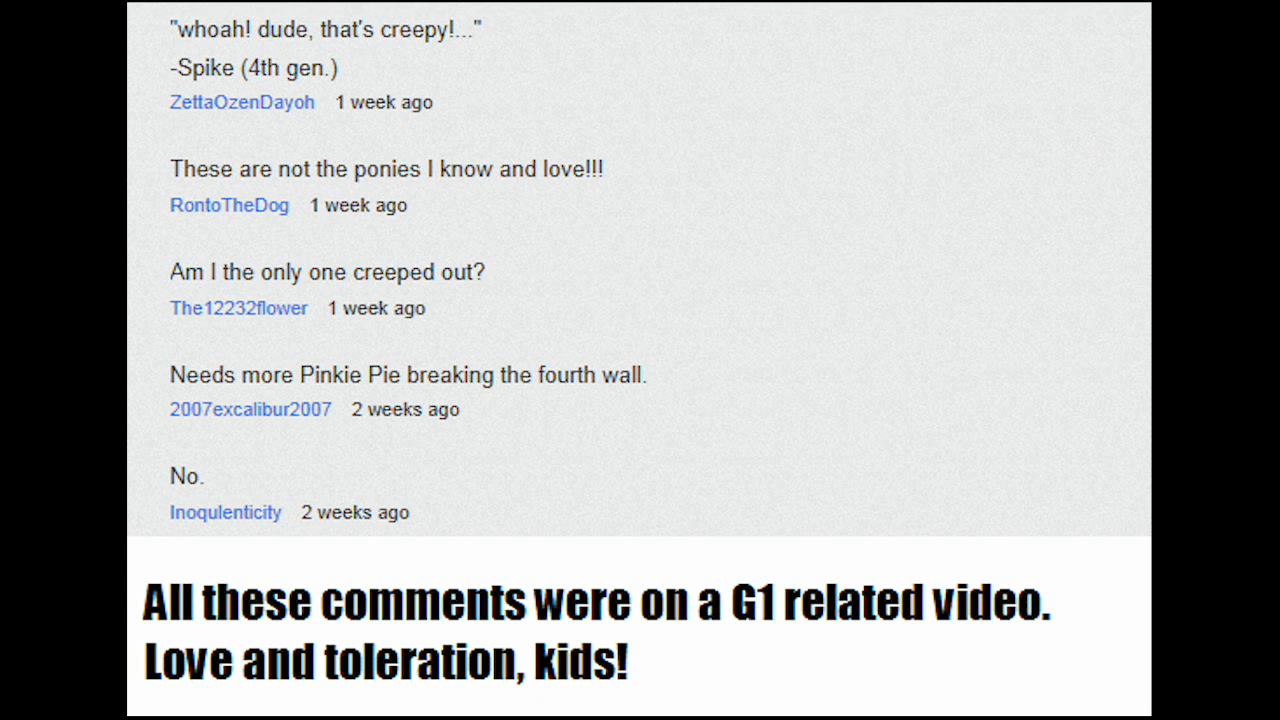 "whoah! dude, that's creepy!..."
-Spike (4th gen.)
ZettaOzenDayoh 1 week ago
These are not the ponies I know and love!!!
RontoTheDog 1 week ago
Am I the only one creeped out?
The12232flower 1 week ago
Needs more Pinkie Pie breaking the fourth wall.
2007excalibur2007 2 weeks ago
No.
Inoqulenticity 2 weeks ago
All these comments were on a G1 related video.
Love and toleration, kids!